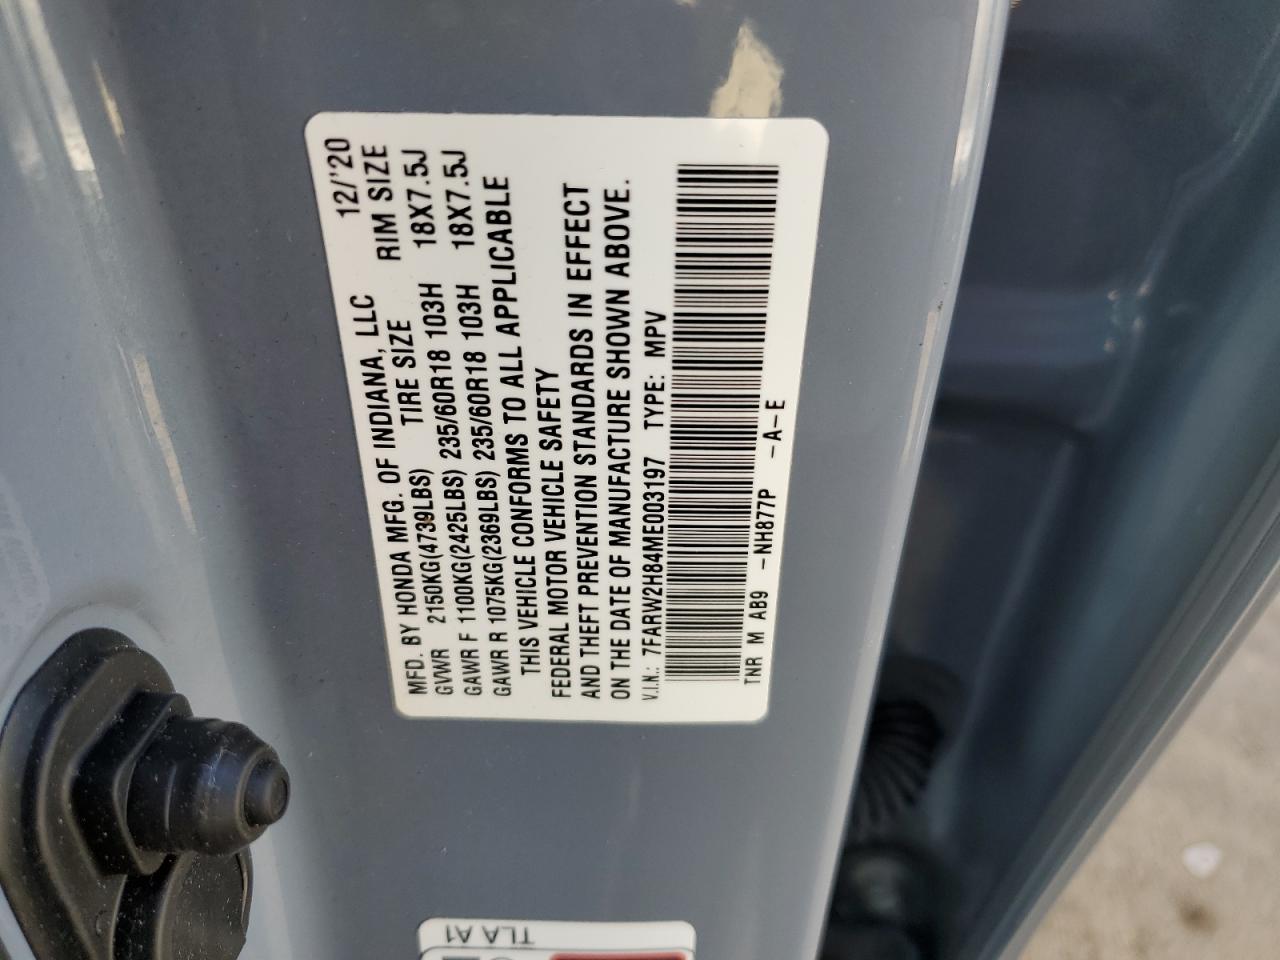 MFD. BY HONDA MFG. OF INDIANA, LLC 12/'20
GVWR 2150KG(4739LBS) TIRE SIZE RIM SIZE
GAWR F 1100KG(2425LBS) 235/60R18 103H 18X7.5J
GAWR R 1075KG(2369LBS) 235/60R18 103H 18X7.5J
THIS VEHICLE CONFORMS TO ALL APPLICABLE
FEDERAL MOTOR VEHICLE SAFETY
AND THEFT PREVENTION STANDARDS IN EFFECT
ON THE DATE OF MANUFACTURE SHOWN ABOVE.
V.I.N.: 7FARW2H84ME003197 TYPE: MPV
TNR M AB9 -NH877P -A-E
TLA A1